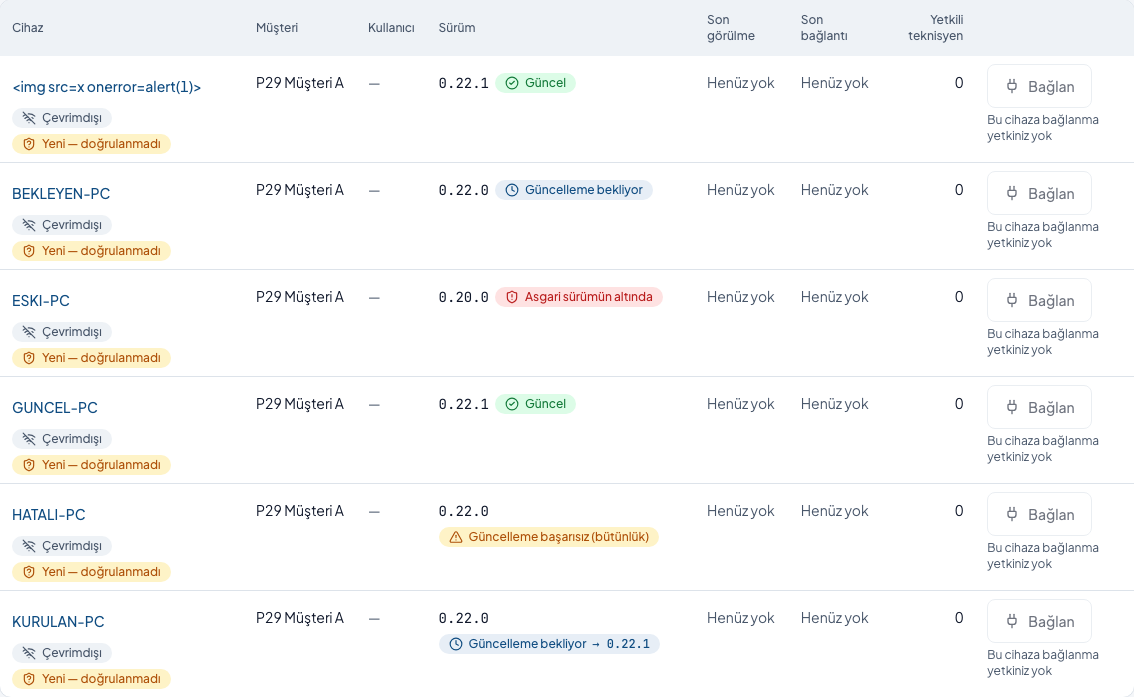 Cihaz Müşteri Kullanıcı Sürüm Son görülme Son bağlantı Yetkili teknisyen
<img src=x onerror=alert(1)> P29 Müşteri A — 0.22.1 Güncel Henüz yok Henüz yok 0 Bağlan
Çevrimdışı Bu cihaza bağlanma
Yeni — doğrulanmadı yetkiniz yok
BEKLEYEN-PC P29 Müşteri A — 0.22.0 Güncelleme bekliyor Henüz yok Henüz yok 0 Bağlan
Çevrimdışı Bu cihaza bağlanma
Yeni — doğrulanmadı yetkiniz yok
ESKI-PC P29 Müşteri A — 0.20.0 Asgari sürümün altında Henüz yok Henüz yok 0 Bağlan
Çevrimdışı Bu cihaza bağlanma
Yeni — doğrulanmadı yetkiniz yok
GUNCEL-PC P29 Müşteri A — 0.22.1 Güncel Henüz yok Henüz yok 0 Bağlan
Çevrimdışı Bu cihaza bağlanma
Yeni — doğrulanmadı yetkiniz yok
HATALI-PC P29 Müşteri A — 0.22.0 Henüz yok Henüz yok 0 Bağlan
Çevrimdışı Güncelleme başarısız (bütünlük) Bu cihaza bağlanma
Yeni — doğrulanmadı yetkiniz yok
KURULAN-PC P29 Müşteri A — 0.22.0 Henüz yok Henüz yok 0 Bağlan
Çevrimdışı Güncelleme bekliyor → 0.22.1 Bu cihaza bağlanma
Yeni — doğrulanmadı yetkiniz yok